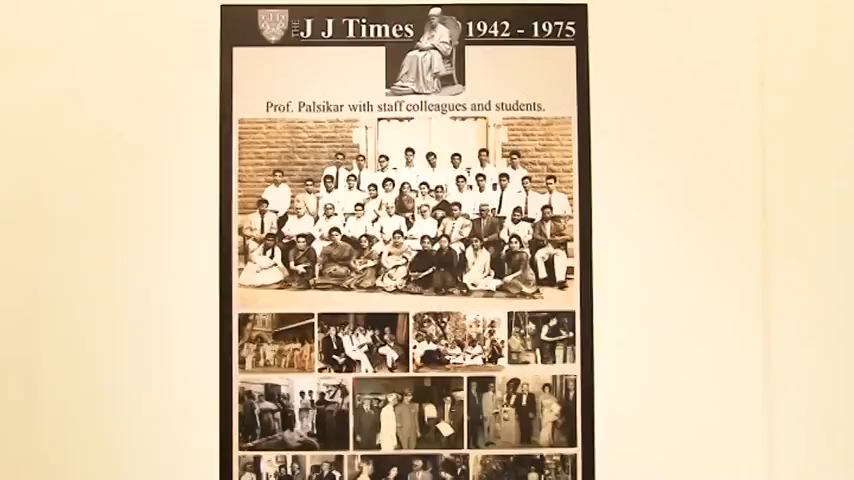 THE J J Times 1942 - 1975
Prof. Palsikar with staff colleagues and students.